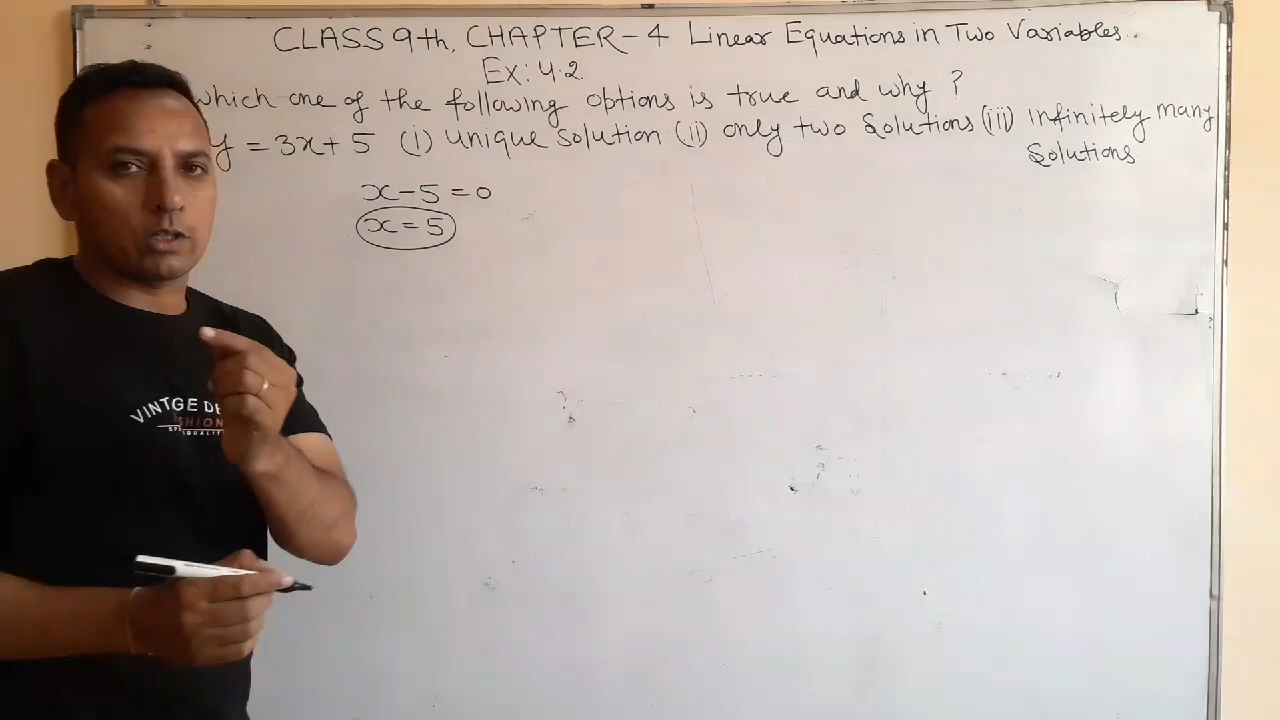 CLASS 9th, CHAPTER-4 Linear Equations in Two Variables..
Ex: 4.2
which one of the following options is true and why ?
y = 3x+5 (i) unique solution (ii) only two solutions (iii) infinitely many
solutions.
x-5=0
x=5
VINTGE DE
SHION